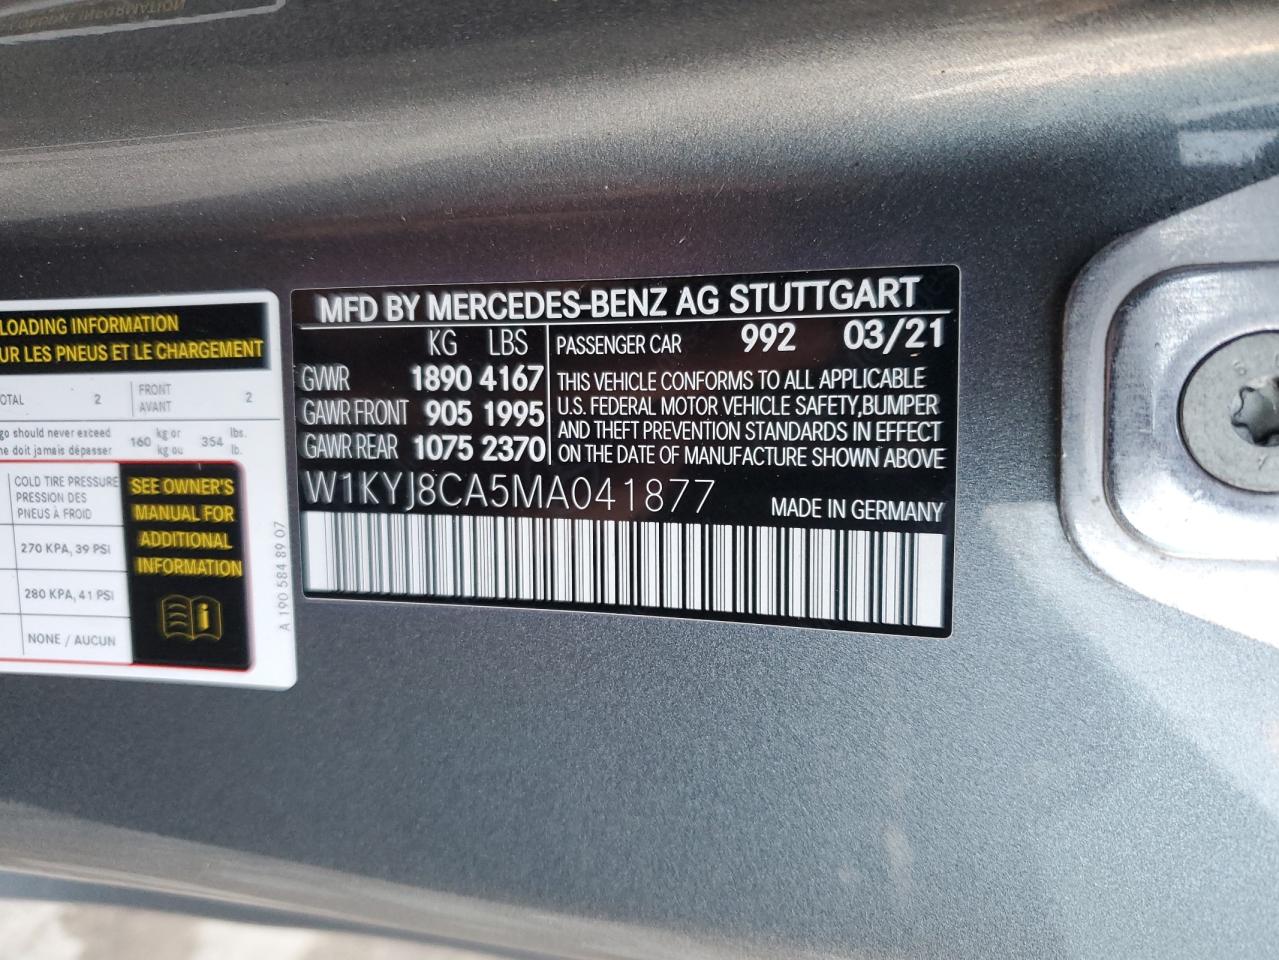 LOADING INFORMATION
UR LES PNEUS ET LE CHARGEMENT
OTAL 2 FRONT AVANT 2
go should never exceed 160 kg or 354 lbs.
ne doit jamais dépasser kg ou lb.
COLD TIRE PRESSURE
PRESSION DES
PNEUS À FROID
270 KPA, 39 PSI
280 KPA, 41 PSI
NONE / AUCUN
SEE OWNER'S
MANUAL FOR
ADDITIONAL
INFORMATION
A 190 584 89 07
MFD BY MERCEDES-BENZ AG STUTTGART
KG LBS
GVWR 1890 4167
GAWR FRONT 905 1995
GAWR REAR 1075 2370
PASSENGER CAR 992 03/21
THIS VEHICLE CONFORMS TO ALL APPLICABLE
U.S. FEDERAL MOTOR VEHICLE SAFETY,BUMPER
AND THEFT PREVENTION STANDARDS IN EFFECT
ON THE DATE OF MANUFACTURE SHOWN ABOVE
W1KYJ8CA5MA041877 MADE IN GERMANY